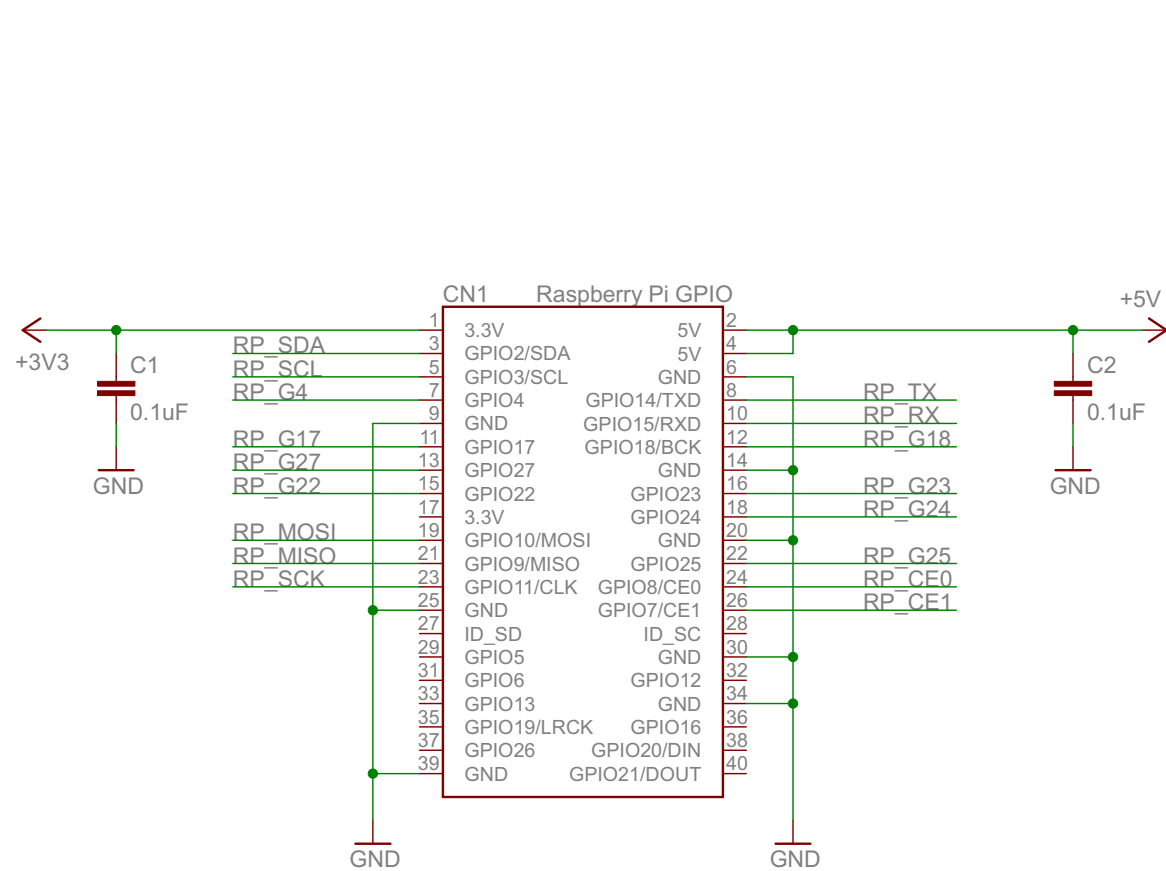 CN1 Raspberry Pi GPIO
+5V
+3V3
1 3.3V 5V 2
RP_SDA 3 GPIO2/SDA 5V 4
C1 RP_SCL 5 GPIO3/SCL GND 6 C2
RP_G4 7 GPIO4 GPIO14/TXD 8 RP_TX
0.1uF 9 GND GPIO15/RXD 10 RP_RX 0.1uF
RP_G17 11 GPIO17 GPIO18/BCK 12 RP_G18
RP_G27 13 GPIO27 GND 14
GND RP_G22 15 GPIO22 GPIO23 16 RP_G23 GND
17 3.3V GPIO24 18 RP_G24
RP_MOSI 19 GPIO10/MOSI GND 20
RP_MISO 21 GPIO9/MISO GPIO25 22 RP_G25
RP_SCK 23 GPIO11/CLK GPIO8/CE0 24 RP_CE0
25 GND GPIO7/CE1 26 RP_CE1
27 ID_SD ID_SC 28
29 GPIO5 GND 30
31 GPIO6 GPIO12 32
33 GPIO13 GND 34
35 GPIO19/LRCK GPIO16 36
37 GPIO26 GPIO20/DIN 38
39 GND GPIO21/DOUT 40
GND GND